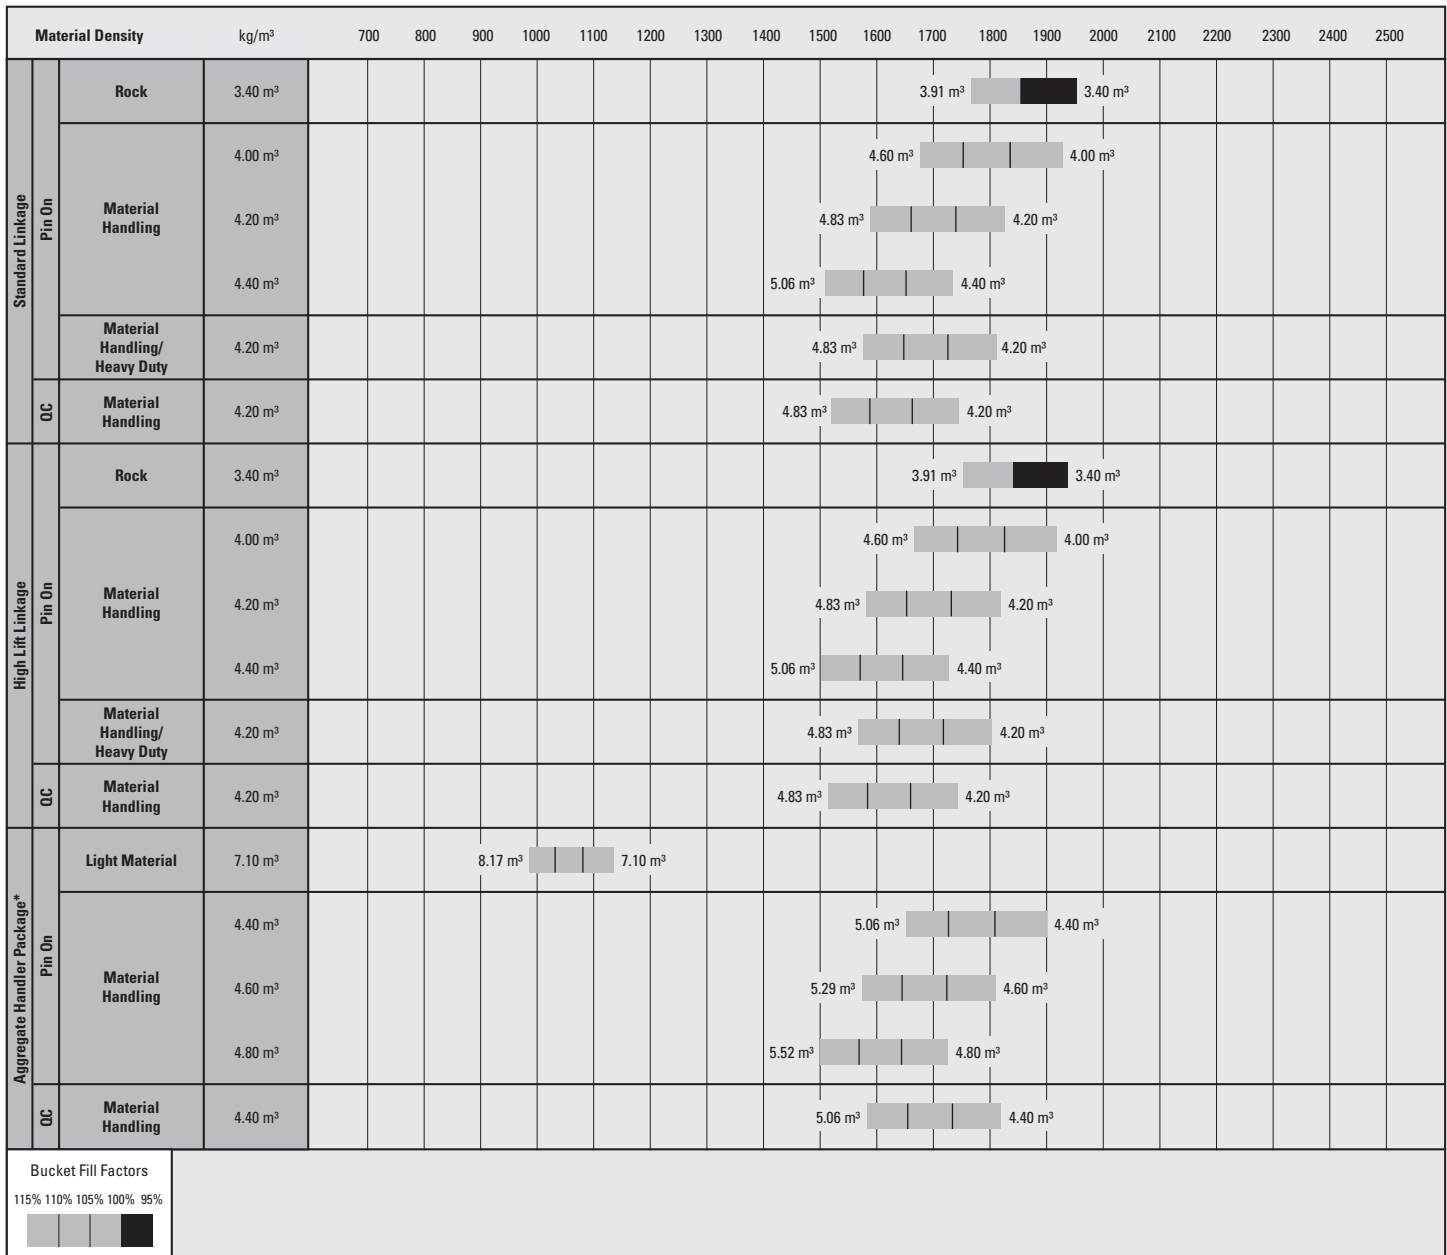 Material Density kg/m³ 700 800 900 1000 1100 1200 1300 1400 1500 1600 1700 1800 1900 2000 2100 2200 2300 2400 2500
Standard Linkage
Pin On
Rock 3.40 m³ 3.91 m³ 3.40 m³
Material
Handling
4.00 m³ 4.60 m³ 4.00 m³
4.20 m³ 4.83 m³ 4.20 m³
4.40 m³ 5.06 m³ 4.40 m³
Material
Handling/
Heavy Duty
4.20 m³ 4.83 m³ 4.20 m³
QC
Material
Handling
4.20 m³ 4.83 m³ 4.20 m³
High Lift Linkage
Pin On
Rock 3.40 m³ 3.91 m³ 3.40 m³
Material
Handling
4.00 m³ 4.60 m³ 4.00 m³
4.20 m³ 4.83 m³ 4.20 m³
4.40 m³ 5.06 m³ 4.40 m³
Material
Handling/
Heavy Duty
4.20 m³ 4.83 m³ 4.20 m³
QC
Material
Handling
4.20 m³ 4.83 m³ 4.20 m³
Aggregate Handler Package*
Pin On
Light Material 7.10 m³ 8.17 m³ 7.10 m³
Material
Handling
4.40 m³ 5.06 m³ 4.40 m³
4.60 m³ 5.29 m³ 4.60 m³
4.80 m³ 5.52 m³ 4.80 m³
QC
Material
Handling
4.40 m³ 5.06 m³ 4.40 m³
Bucket Fill Factors
115% 110% 105% 100% 95%